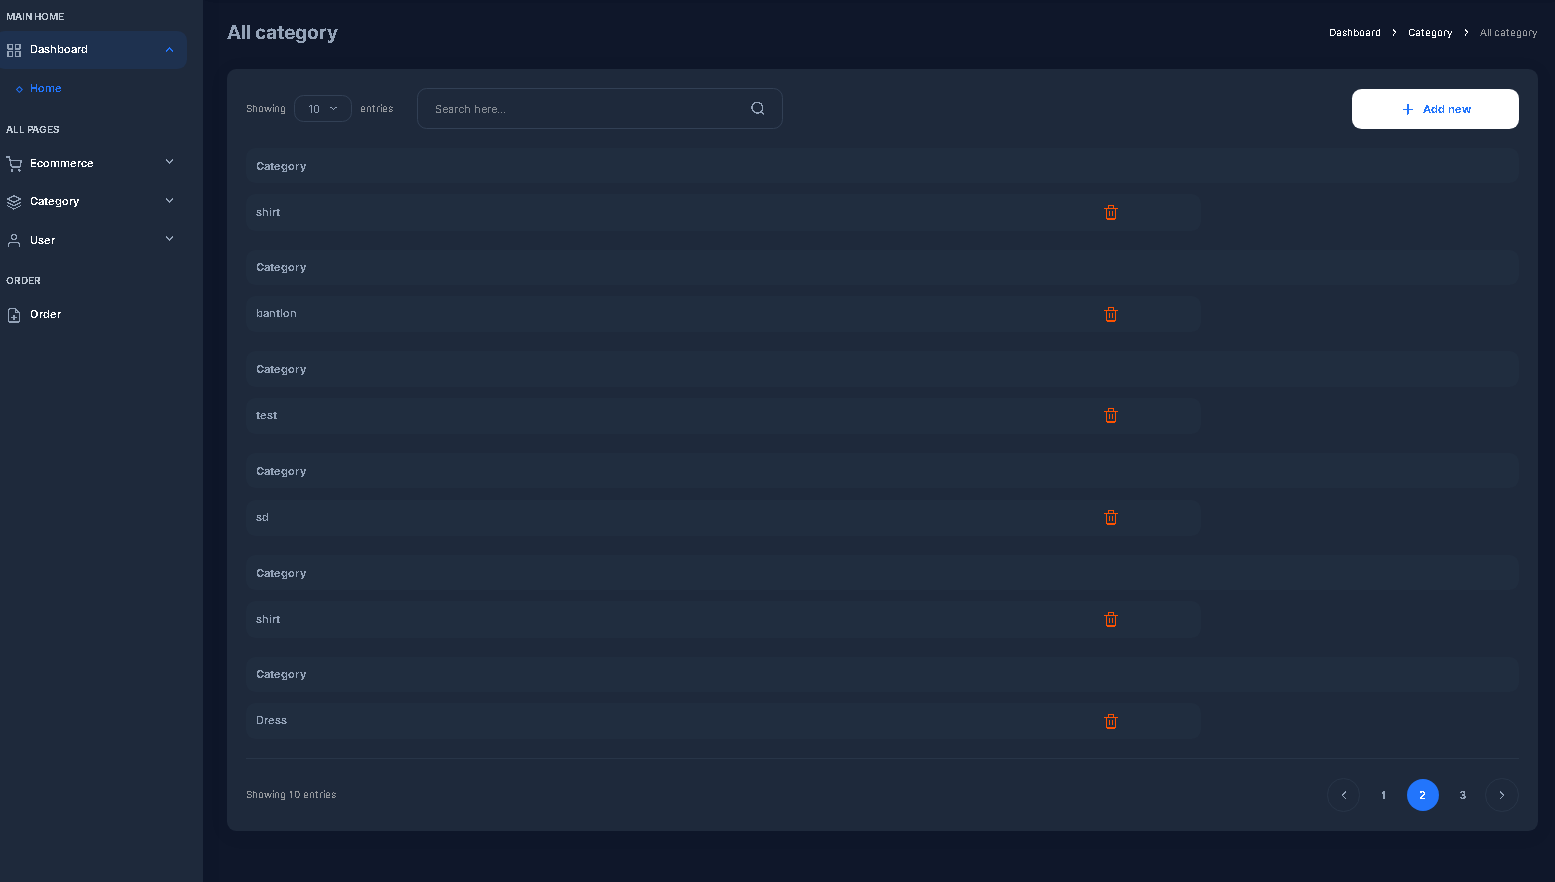 MAIN HOME
Dashboard
Home
ALL PAGES
Ecommerce
Category
User
ORDER
Order
All category
Dashboard
Category
All category
Showing 10 entries
Search here...
Add new
Category
shirt
Category
bantlon
Category
test
Category
sd
Category
shirt
Category
Dress
Showing 10 entries
1 2 3